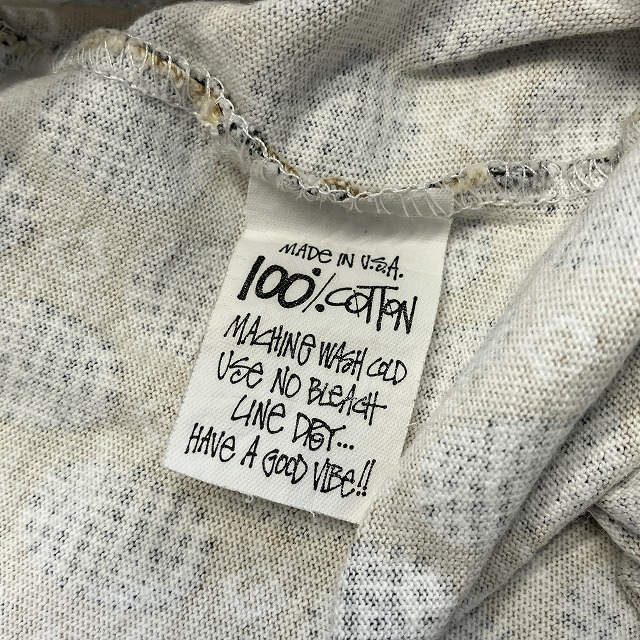 MADE IN U.S.A.
100% COTTON
MACHINE WASH COLD
USE NO BLEACH
LINE DRY...
HAVE A GOOD VIBE!!